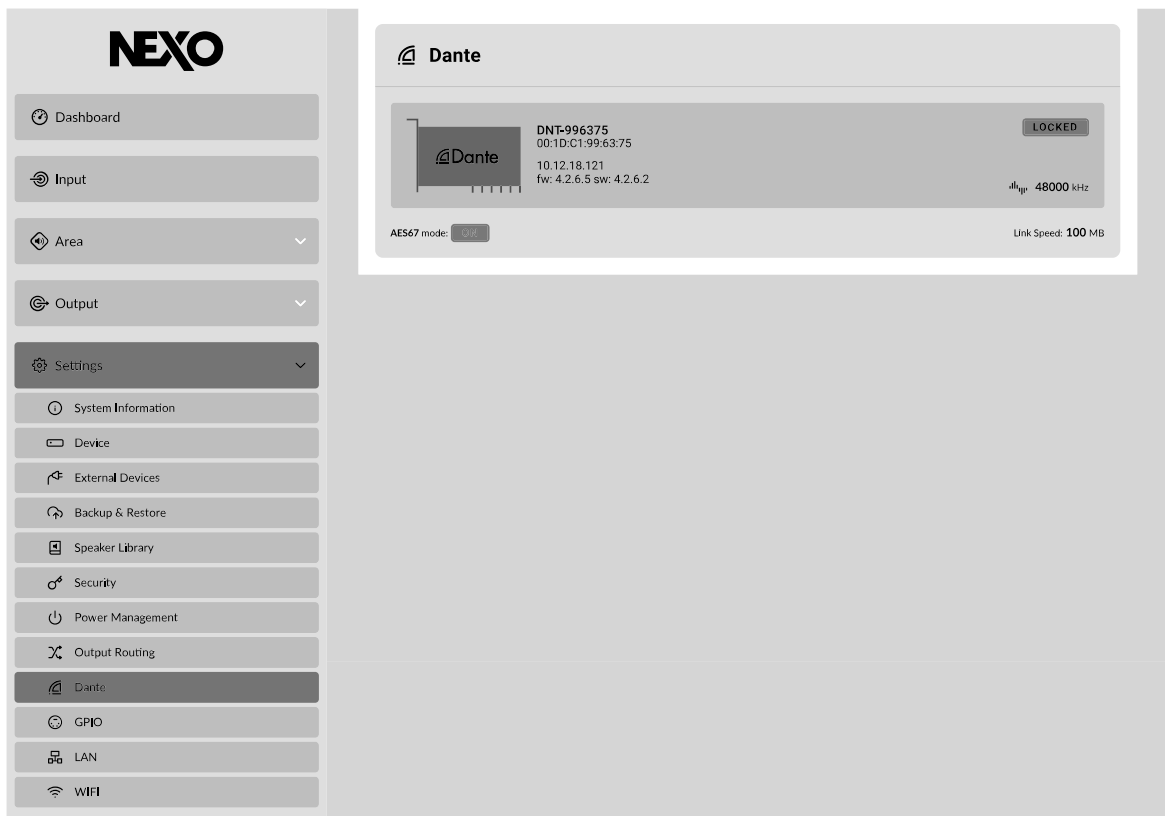 NEXO
Dashboard
Input
Area
Output
Settings
System Information
Device
External Devices
Backup & Restore
Speaker Library
Security
Power Management
Output Routing
Dante
GPIO
LAN
WIFI
Dante
Dante
DNT-996375
00:1D:C1:99:63:75
10.12.18.121
fw: 4.2.6.5 sw: 4.2.6.2
LOCKED
48000 kHz
AES67 mode: ON
Link Speed: 100 MB